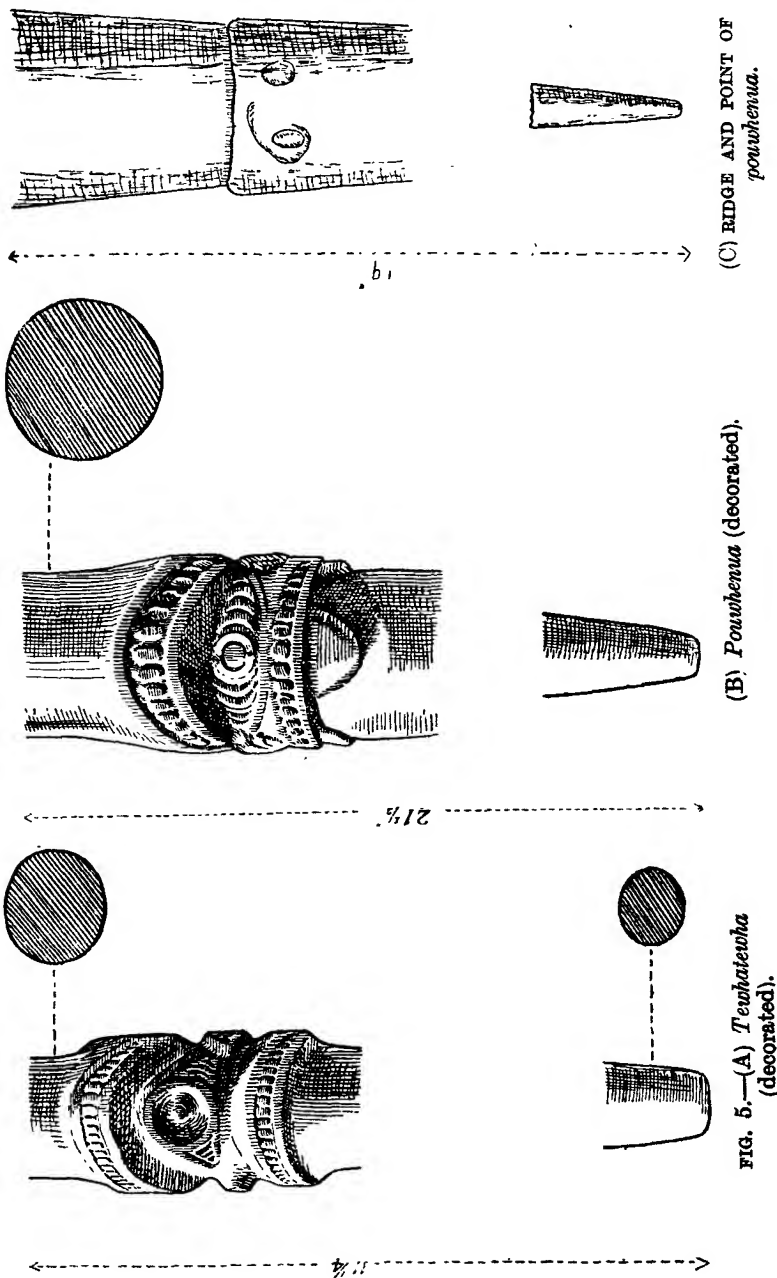 FIG. 5.—(A) Tewhatewha
(decorated).
21½"
(B) Pouwhenua (decorated).
(C) RIDGE AND POINT OF
pouwhenua.